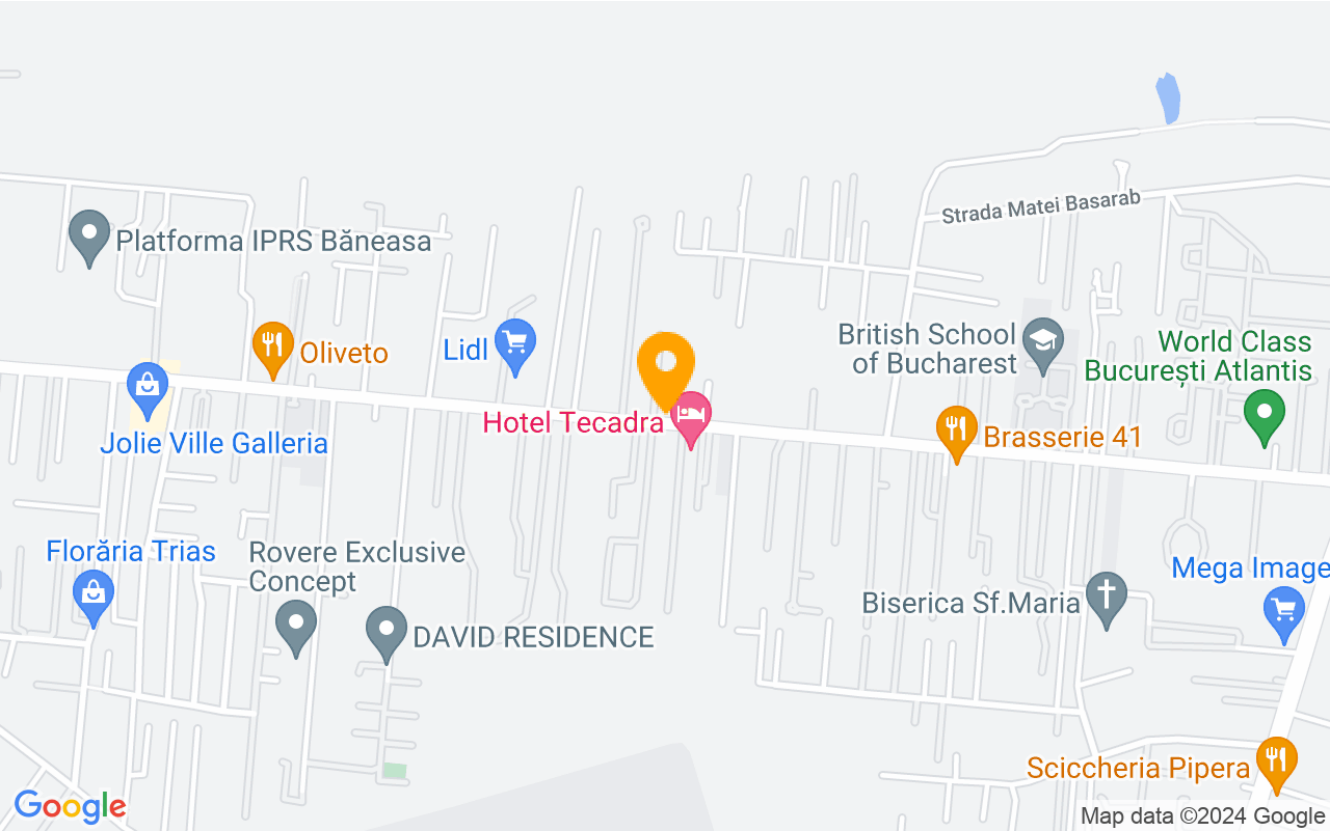 Strada Matei Basarab
Platforma IPRS Băneasa
British School
of Bucharest
World Class
București Atlantis
Oliveto
Lidl
Hotel Tecadra
Brasserie 41
Jolie Ville Galleria
Florăria Trias
Rovere Exclusive
Concept
Mega Image
Biserica Sf.Maria
DAVID RESIDENCE
Sciccheria Pipera
Google
Map data ©2024 Google